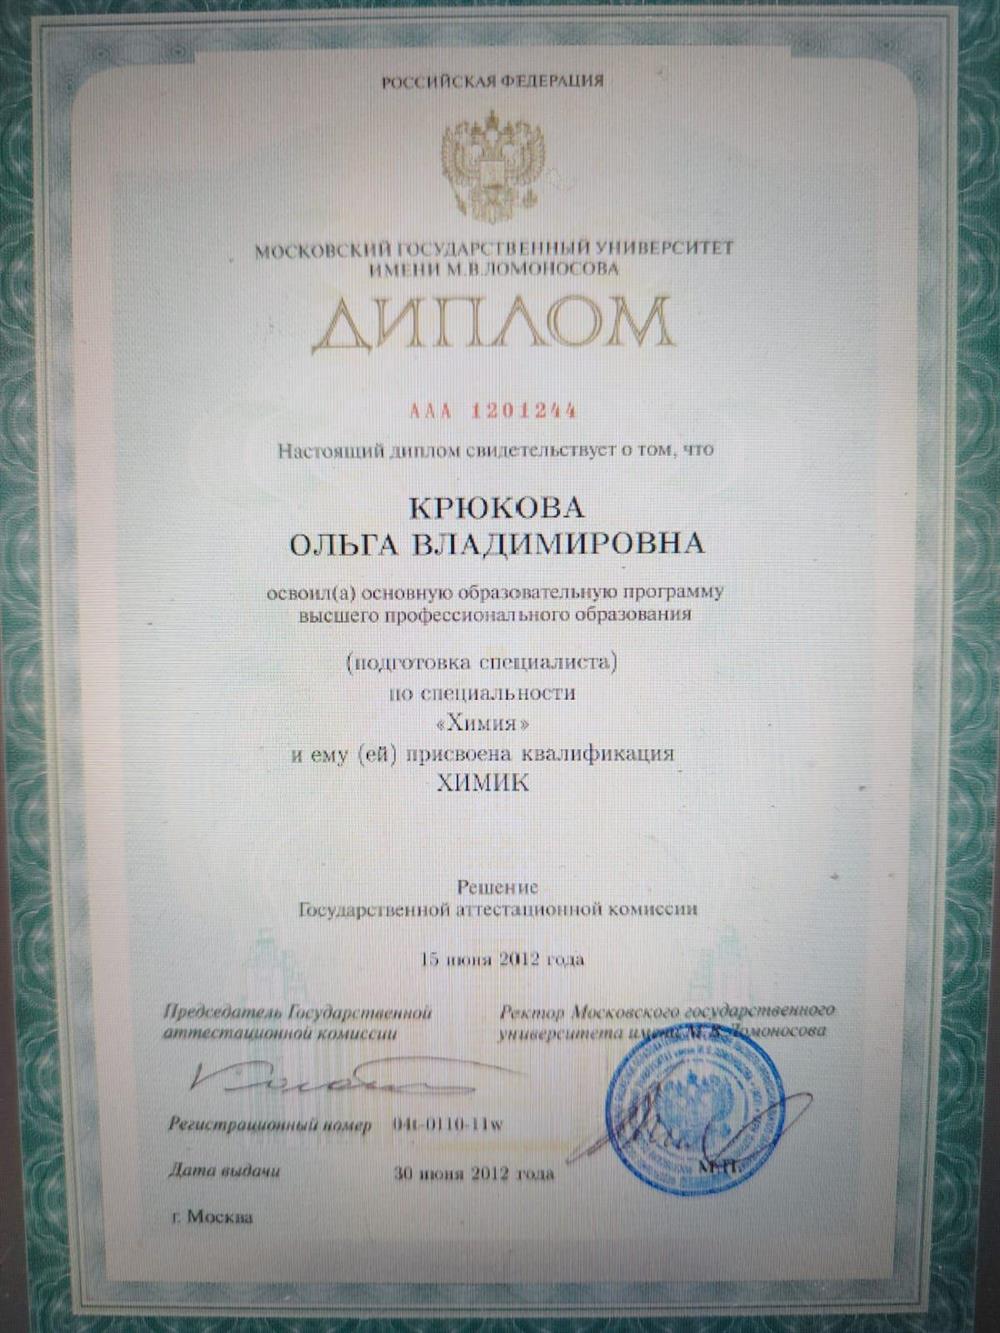 РОССИЙСКАЯ ФЕДЕРАЦИЯ
МОСКОВСКИЙ ГОСУДАРСТВЕННЫЙ УНИВЕРСИТЕТ
ИМЕНИ М.В.ЛОМОНОСОВА
ДИПЛОМ
ААА 1201244
Настоящий диплом свидетельствует о том, что
КРЮКОВА
ОЛЬГА ВЛАДИМИРОВНА
освоил(а) основную образовательную программу
высшего профессионального образования
(подготовка специалиста)
по специальности
«Химия»
и ему (ей) присвоена квалификация
ХИМИК
Решение
Государственной аттестационной комиссии
15 июня 2012 года
Председатель Государственной
аттестационной комиссии
Ректор Московского государственного
университета имени М.В.Ломоносова
Регистрационный номер 04t-0110-11w
Дата выдачи 30 июня 2012 года
М.П.
г. Москва